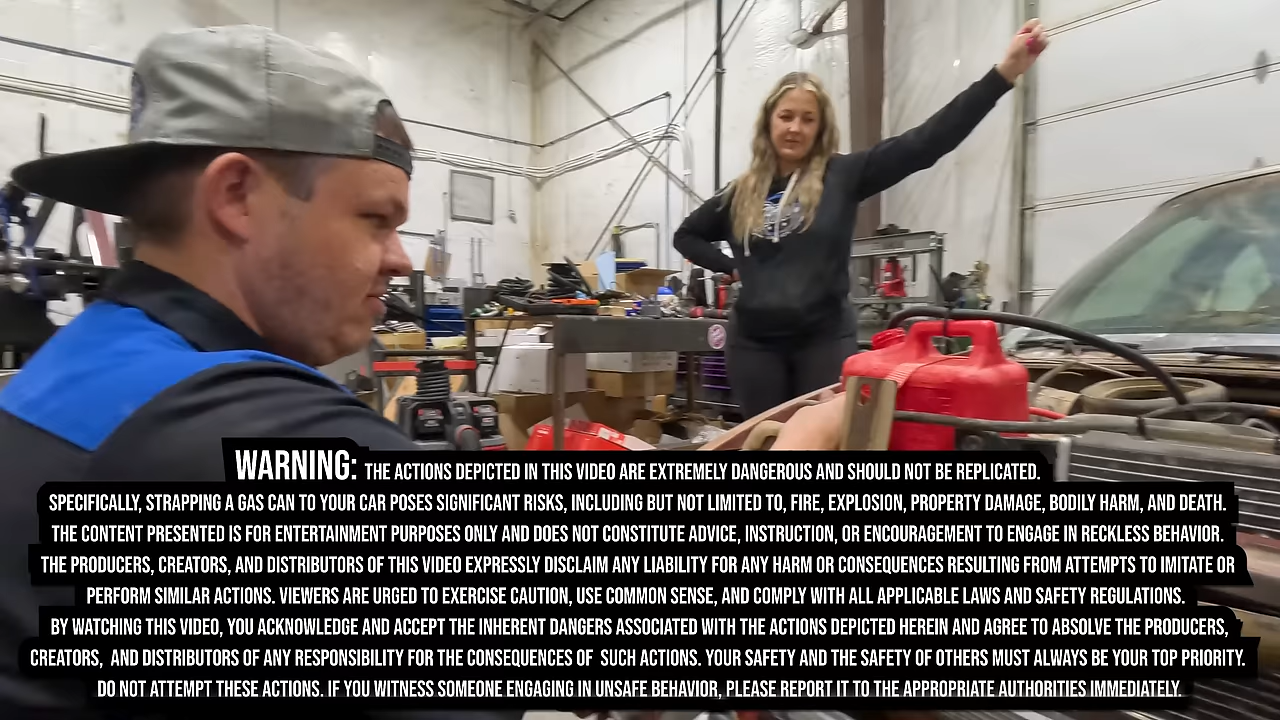 WARNING: THE ACTIONS DEPICTED IN THIS VIDEO ARE EXTREMELY DANGEROUS AND SHOULD NOT BE REPLICATED.
SPECIFICALLY, STRAPPING A GAS CAN TO YOUR CAR POSES SIGNIFICANT RISKS, INCLUDING BUT NOT LIMITED TO, FIRE, EXPLOSION, PROPERTY DAMAGE, BODILY HARM, AND DEATH.
THE CONTENT PRESENTED IS FOR ENTERTAINMENT PURPOSES ONLY AND DOES NOT CONSTITUTE ADVICE, INSTRUCTION, OR ENCOURAGEMENT TO ENGAGE IN RECKLESS BEHAVIOR.
THE PRODUCERS, CREATORS, AND DISTRIBUTORS OF THIS VIDEO EXPRESSLY DISCLAIM ANY LIABILITY FOR ANY HARM OR CONSEQUENCES RESULTING FROM ATTEMPTS TO IMITATE OR
PERFORM SIMILAR ACTIONS. VIEWERS ARE URGED TO EXERCISE CAUTION, USE COMMON SENSE, AND COMPLY WITH ALL APPLICABLE LAWS AND SAFETY REGULATIONS.
BY WATCHING THIS VIDEO, YOU ACKNOWLEDGE AND ACCEPT THE INHERENT DANGERS ASSOCIATED WITH THE ACTIONS DEPICTED HEREIN AND AGREE TO ABSOLVE THE PRODUCERS,
CREATORS, AND DISTRIBUTORS OF ANY RESPONSIBILITY FOR THE CONSEQUENCES OF SUCH ACTIONS. YOUR SAFETY AND THE SAFETY OF OTHERS MUST ALWAYS BE YOUR TOP PRIORITY.
DO NOT ATTEMPT THESE ACTIONS. IF YOU WITNESS SOMEONE ENGAGING IN UNSAFE BEHAVIOR, PLEASE REPORT IT TO THE APPROPRIATE AUTHORITIES IMMEDIATELY.